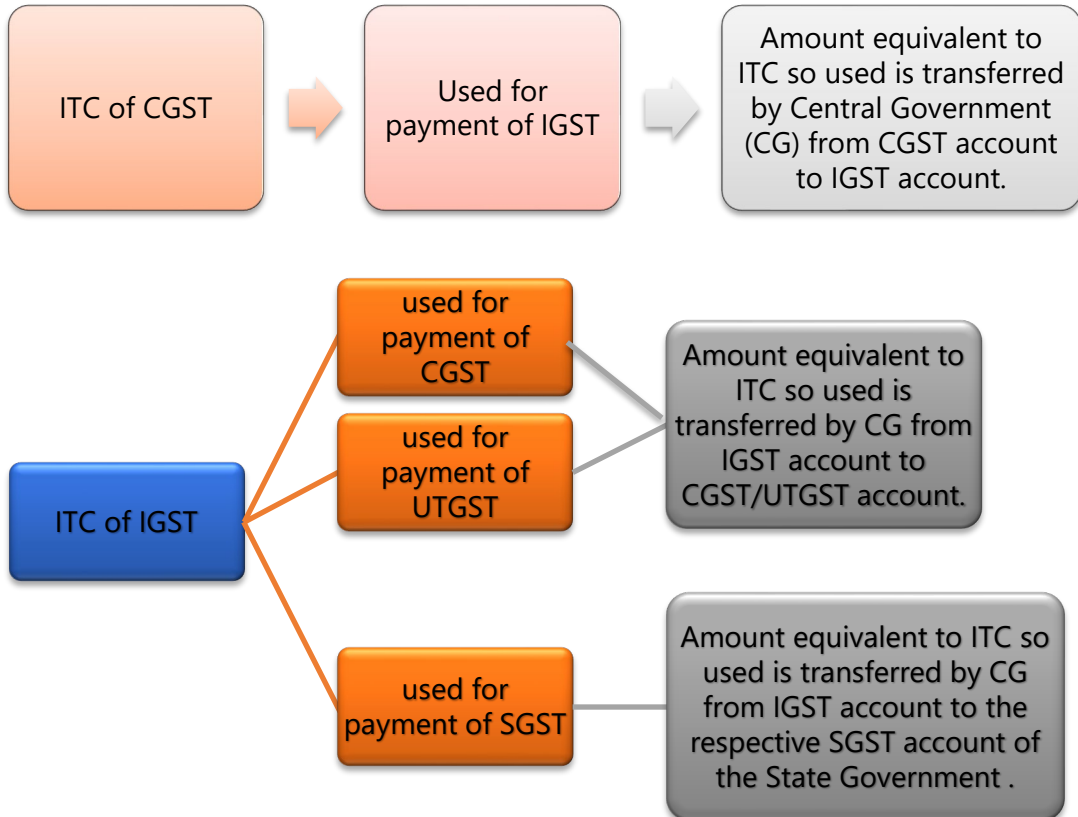 ITC of CGST
Used for
payment of IGST
Amount equivalent to
ITC so used is transferred
by Central Government
(CG) from CGST account
to IGST account.
ITC of IGST
used for
payment of
CGST
used for
payment of
UTGST
Amount equivalent to
ITC so used is
transferred by CG from
IGST account to
CGST/UTGST account.
used for
payment of SGST
Amount equivalent to ITC so
used is transferred by CG
from IGST account to the
respective SGST account of
the State Government .